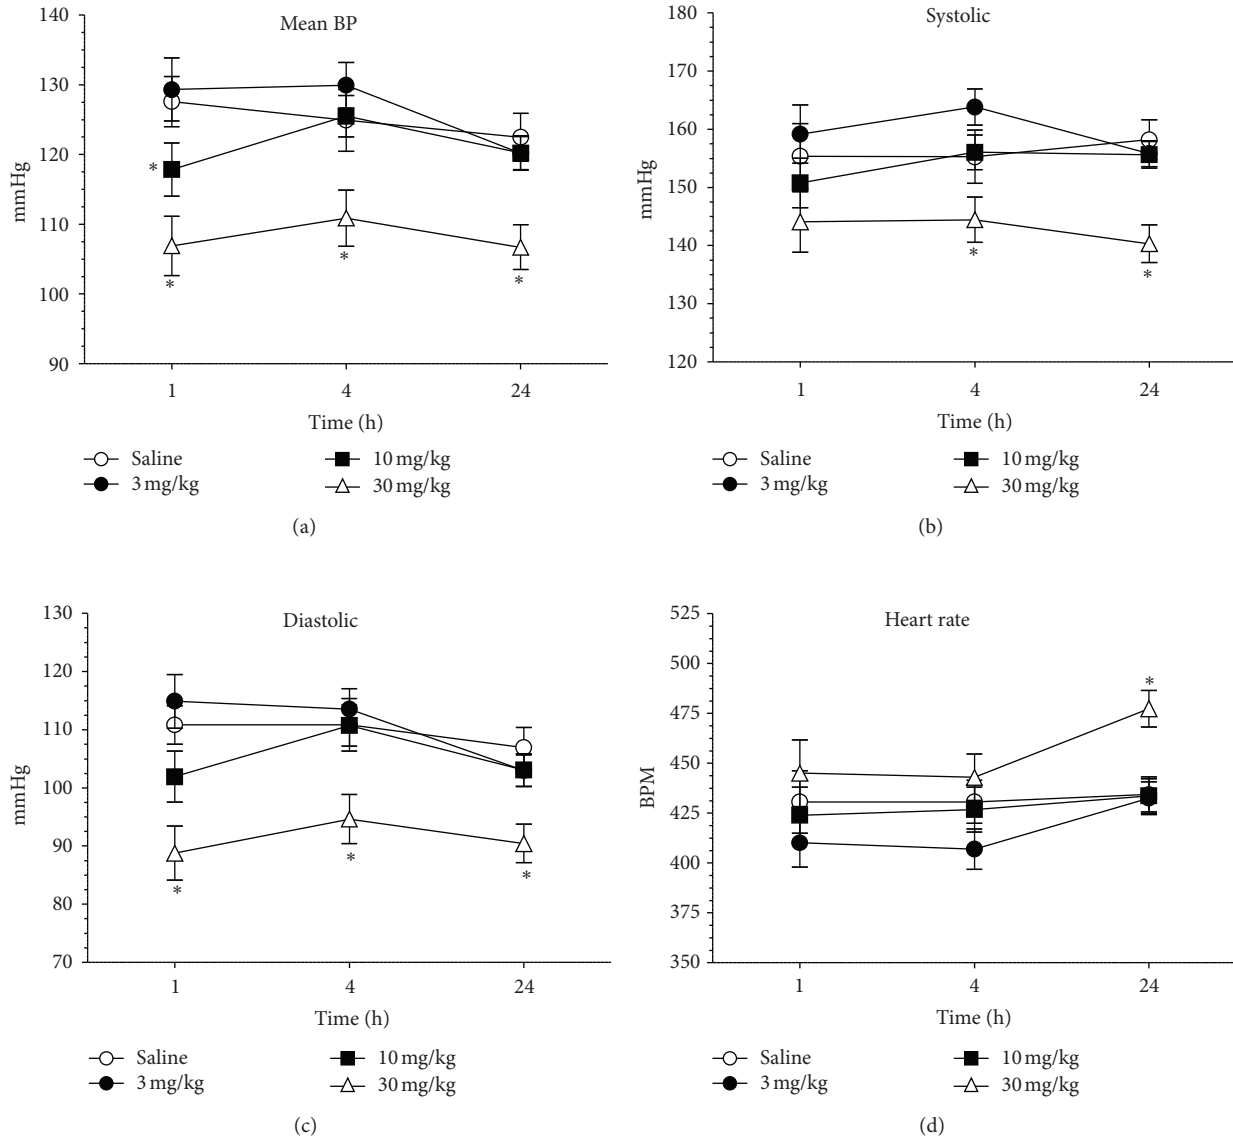 Mean BP
140
130
120
110
100
90
mmHg
*
*
*
*
1 4 24
Time (h)
Saline 10 mg/kg
3 mg/kg 30 mg/kg
(a)
Systolic
180
170
160
150
140
130
120
mmHg
*
*
1 4 24
Time (h)
Saline 10 mg/kg
3 mg/kg 30 mg/kg
(b)
Diastolic
130
120
110
100
90
80
70
mmHg
*
*
*
1 4 24
Time (h)
Saline 10 mg/kg
3 mg/kg 30 mg/kg
(c)
Heart rate
525
500
475
450
425
400
375
350
BPM
*
1 4 24
Time (h)
Saline 10 mg/kg
3 mg/kg 30 mg/kg
(d)